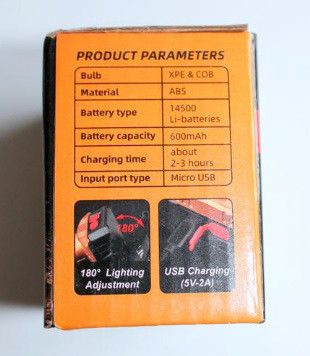 PRODUCT PARAMETERS
Bulb XPE & COB
Material ABS
Battery type 14500
Li-batteries
Battery capacity 600mAh
Charging time about
2-3 hours
Input port type Micro USB
180°
180° Lighting
Adjustment
USB Charging
(5V-2A)